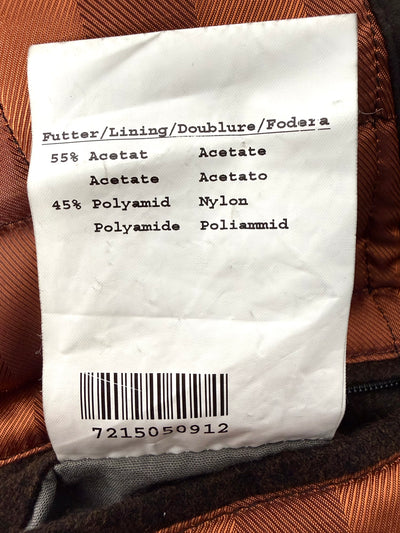 Futter/Lining/Doublure/Fodera
55% Acetat Acetate
Acetate Acetato
45% Polyamid Nylon
Polyamide Poliammid
7215050912